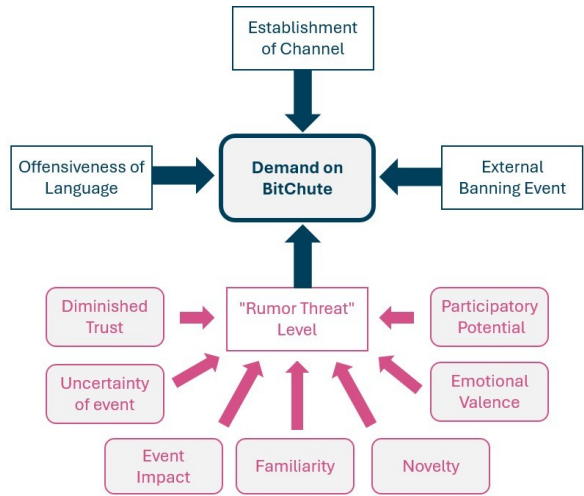 Establishment
of Channel
Offensiveness of
Language
Demand on
BitChute
External
Banning Event
Diminished
Trust
"Rumor Threat"
Level
Participatory
Potential
Uncertainty
of event
Emotional
Valence
Event
Impact
Familiarity
Novelty